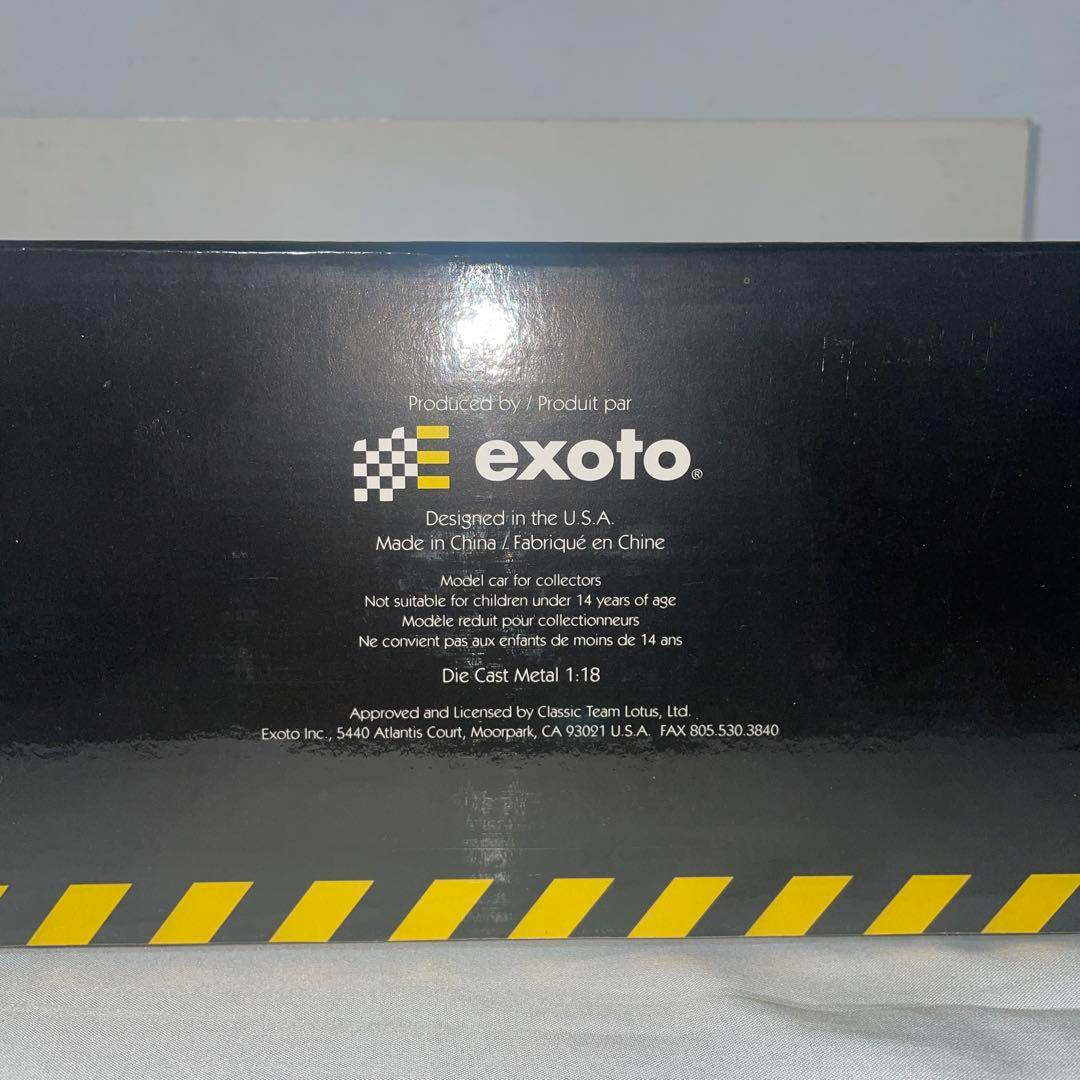 Produced by / Produit par
exoto®
Designed in the U.S.A.
Made in China / Fabriqué en Chine
Model car for collectors
Not suitable for children under 14 years of age
Modèle reduit pour collectionneurs
Ne convient pas aux enfants de moins de 14 ans
Die Cast Metal 1:18
Approved and Licensed by Classic Team Lotus, Ltd.
Exoto Inc., 5440 Atlantis Court, Moorpark, CA 93021 U.S.A. FAX 805.530.3840